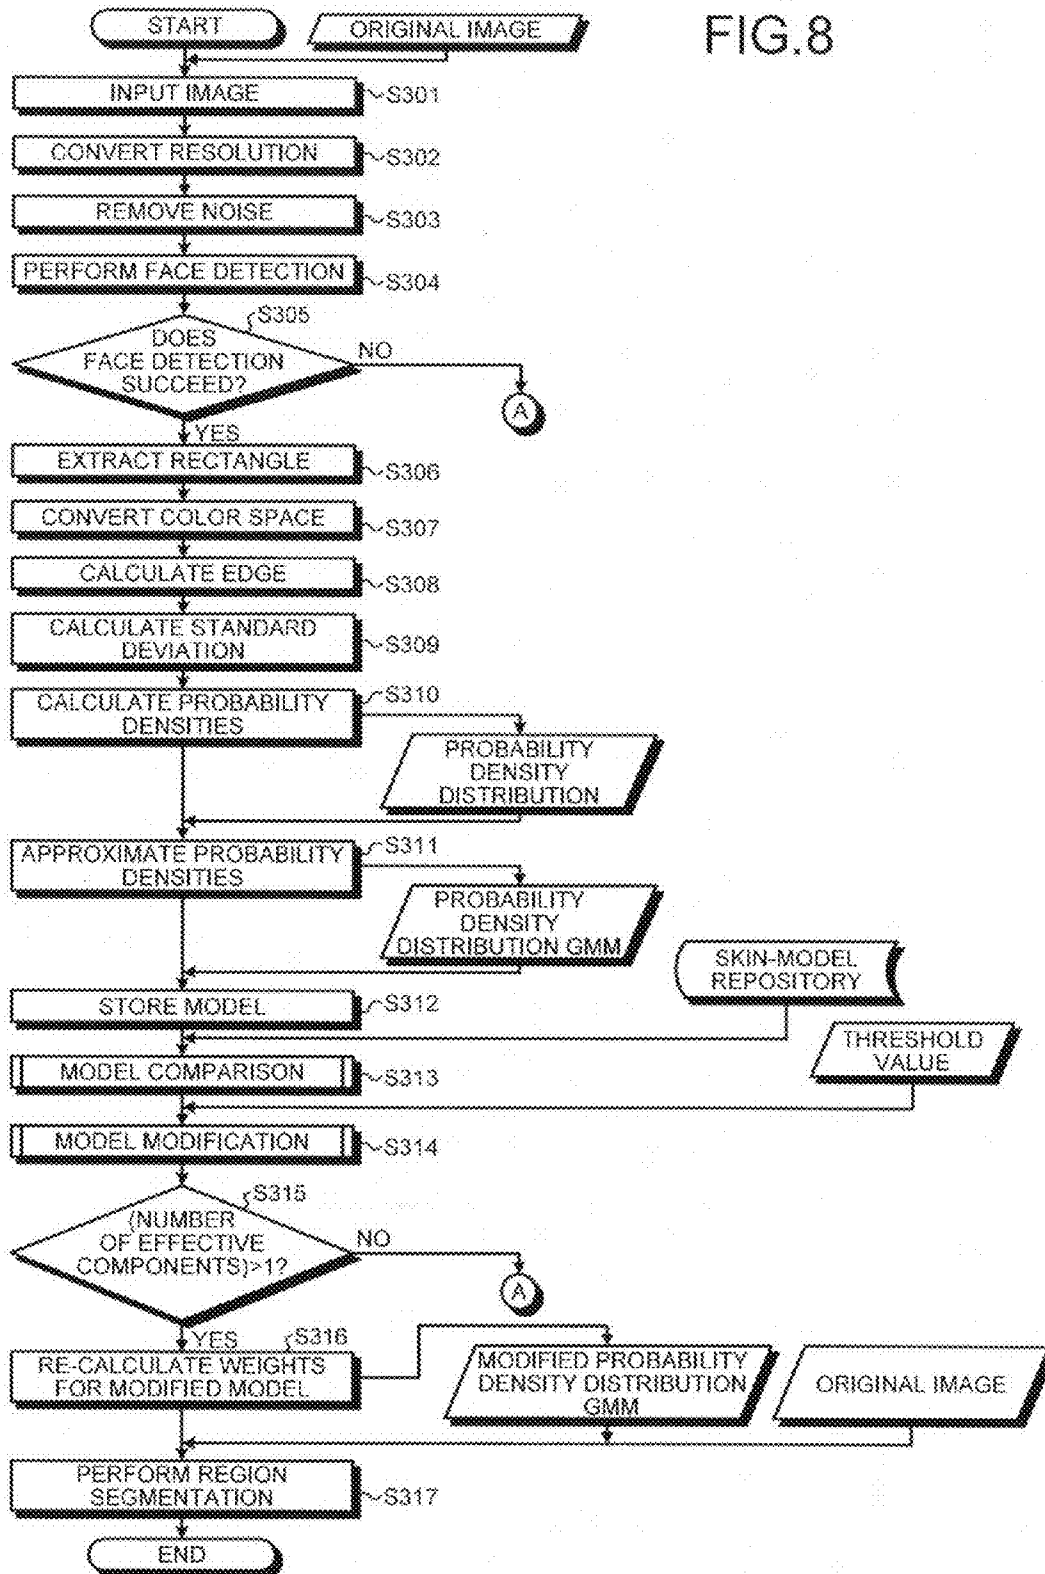 FIG.8
START
ORIGINAL IMAGE
INPUT IMAGE
S301
CONVERT RESOLUTION
S302
REMOVE NOISE
S303
PERFORM FACE DETECTION
S304
S305
DOES
FACE DETECTION
SUCCEED?
NO
A
YES
EXTRACT RECTANGLE
S306
CONVERT COLOR SPACE
S307
CALCULATE EDGE
S308
CALCULATE STANDARD
DEVIATION
S309
CALCULATE PROBABILITY
DENSITIES
S310
PROBABILITY
DENSITY
DISTRIBUTION
APPROXIMATE PROBABILITY
DENSITIES
S311
PROBABILITY
DENSITY
DISTRIBUTION GMM
SKIN-MODEL
REPOSITORY
STORE MODEL
S312
THRESHOLD
VALUE
MODEL COMPARISON
S313
MODEL MODIFICATION
S314
S315
(NUMBER
OF EFFECTIVE
COMPONENTS)>1?
NO
A
YES
S316
RE-CALCULATE WEIGHTS
FOR MODIFIED MODEL
MODIFIED PROBABILITY
DENSITY DISTRIBUTION
GMM
ORIGINAL IMAGE
PERFORM REGION
SEGMENTATION
S317
END